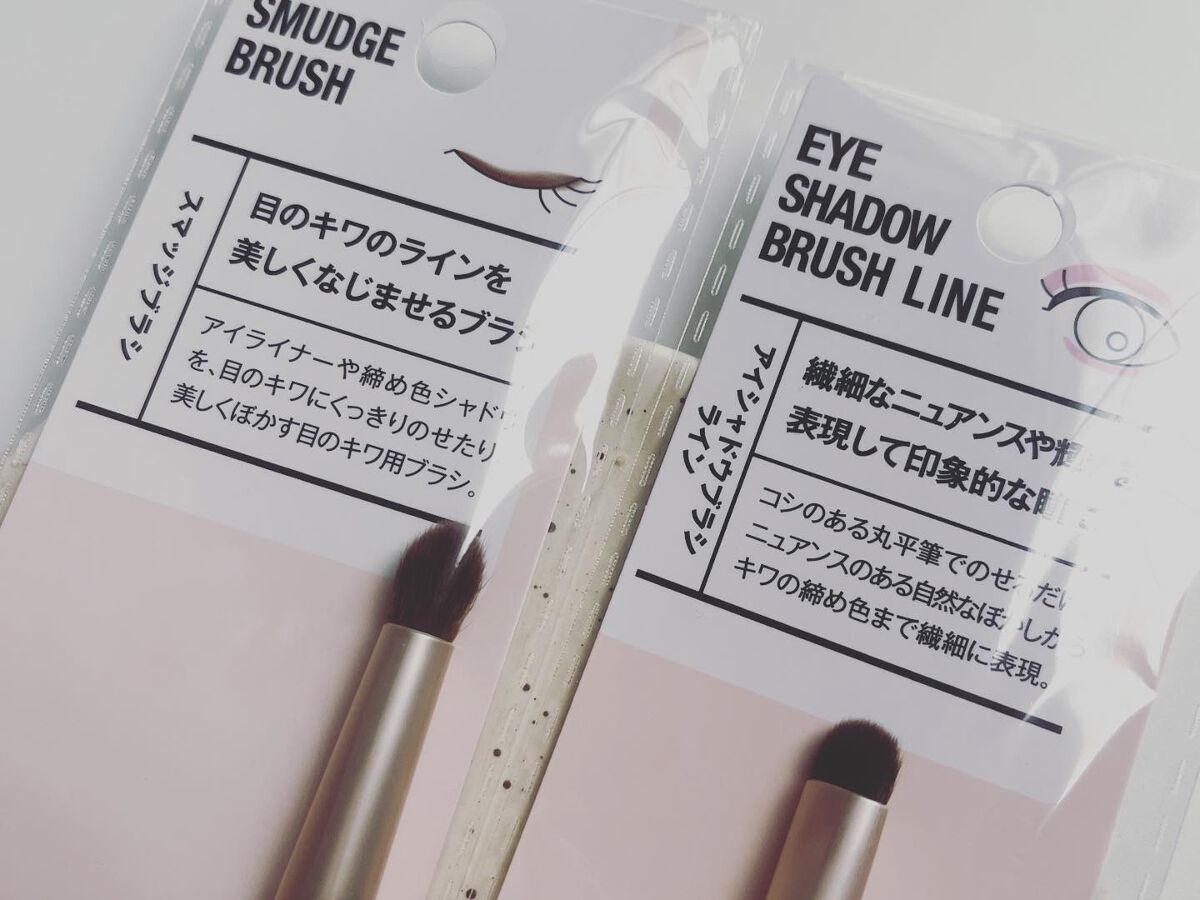 SMUDGE
BRUSH
スマッジブラシ
目のキワのラインを
美しくなじませるブラシ
アイライナーや締め色シャドウ
を、目のキワにくっきりのせたり
美しくぼかす目のキワ用ブラシ。
EYE
SHADOW
BRUSH LINE
アイシャドウブラシ
ライン
繊細なニュアンスや輝
表現して印象的な瞳
コシのある丸平筆でのせるだけ
ニュアンスのある自然なぼかしから
キワの締め色まで繊細に表現。